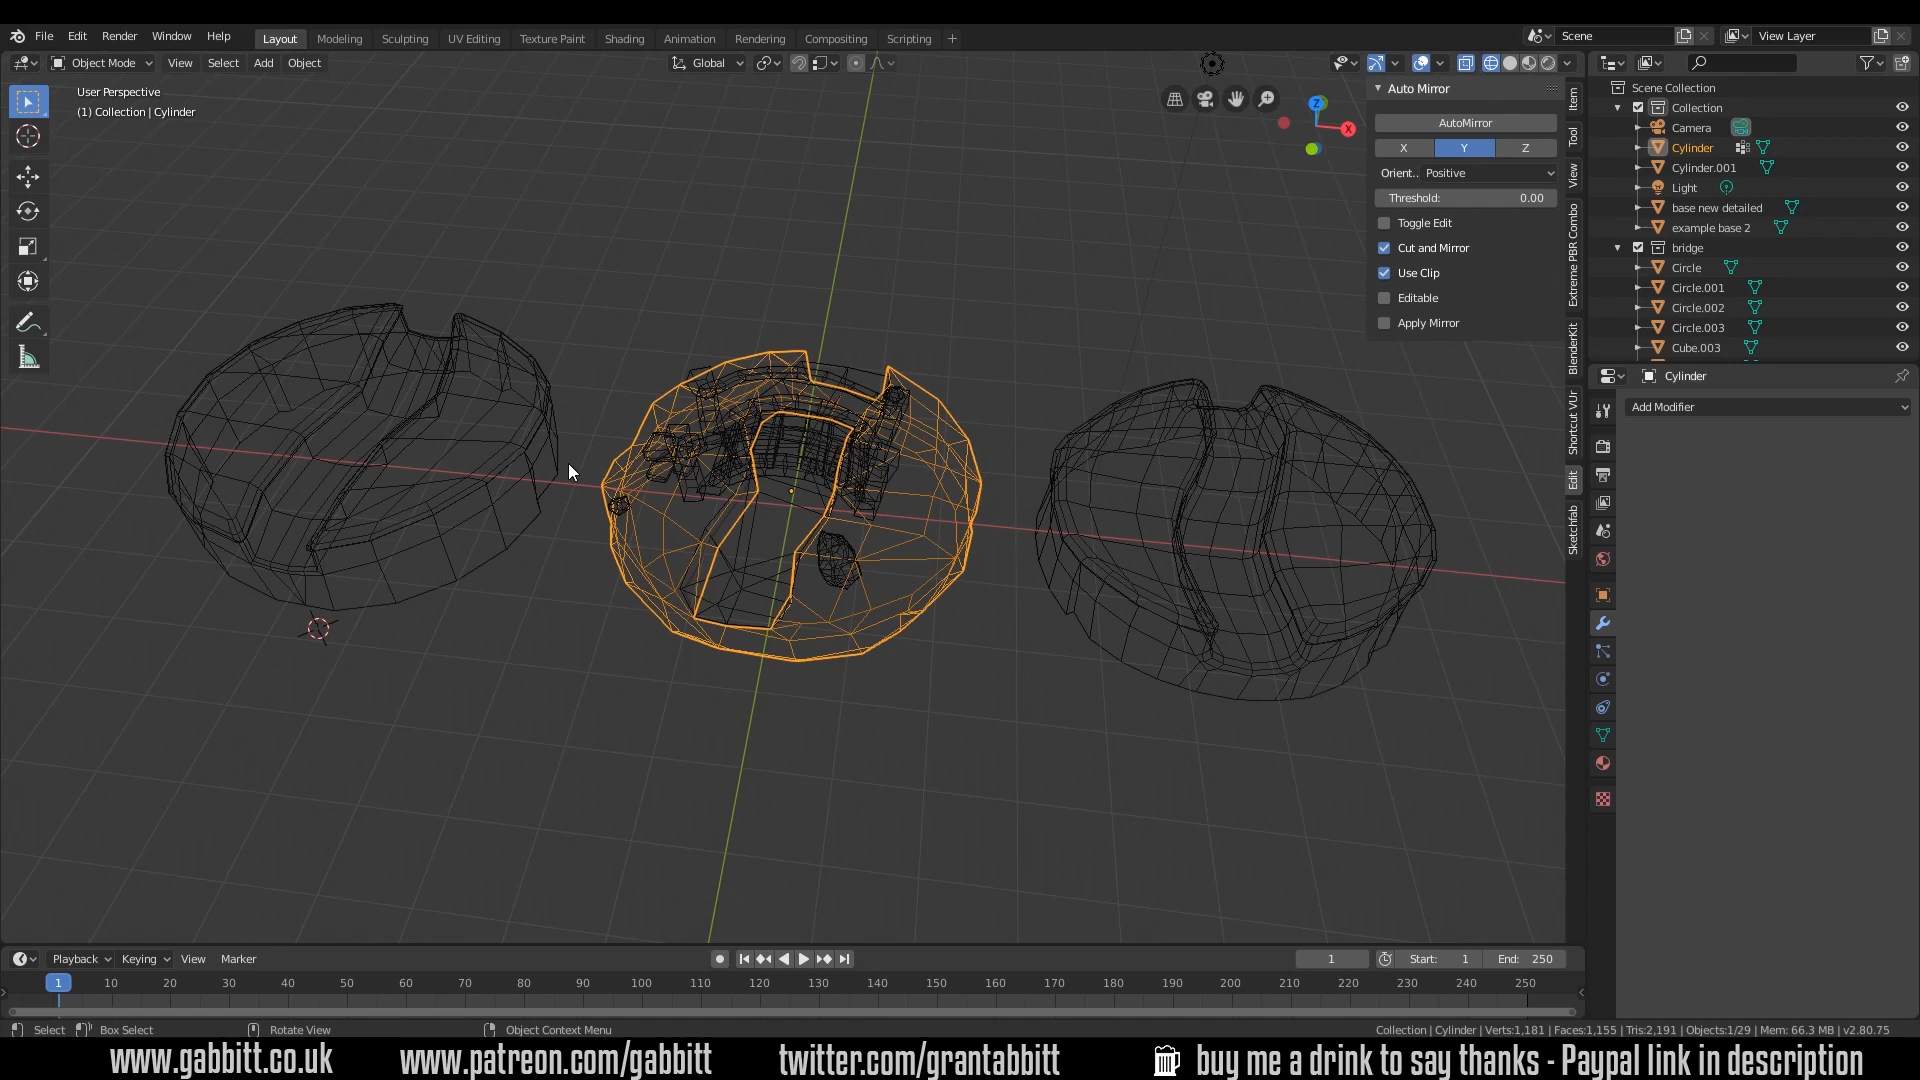 File Edit Render Window Help Layout Modeling Sculpting UV Editing Texture Paint Shading Animation Rendering Compositing Scripting + Scene View Layer
Object Mode View Select Add Object Global
User Perspective
(1) Collection | Cylinder
Z
X
Auto Mirror
AutoMirror
X Y Z
Orient.. Positive
Threshold: 0.00
Toggle Edit
Cut and Mirror
Use Clip
Editable
Apply Mirror
Item
Tool
View
Extreme PBR Combo
BlenderKit
Shortcut VUr
Edit
Sketchfab
Scene Collection
Collection
Camera
Cylinder
Cylinder.001
Light
base new detailed
example base 2
bridge
Circle
Circle.001
Circle.002
Circle.003
Cube.003
Cylinder
Add Modifier
Playback Keying View Marker 1 Start: 1 End: 250
1 10 20 30 40 50 60 70 80 90 100 110 120 130 140 150 160 170 180 190 200 210 220 230 240 250
Select Box Select Rotate View Object Context Menu Collection | Cylinder | Verts:1,181 | Faces:1,155 | Tris:2,191 | Objects:1/29 | Mem: 66.3 MB | v2.80.75
www.gabbitt.co.uk www.patreon.com/gabbitt twitter.com/grantabbitt buy me a drink to say thanks - Paypal link in description